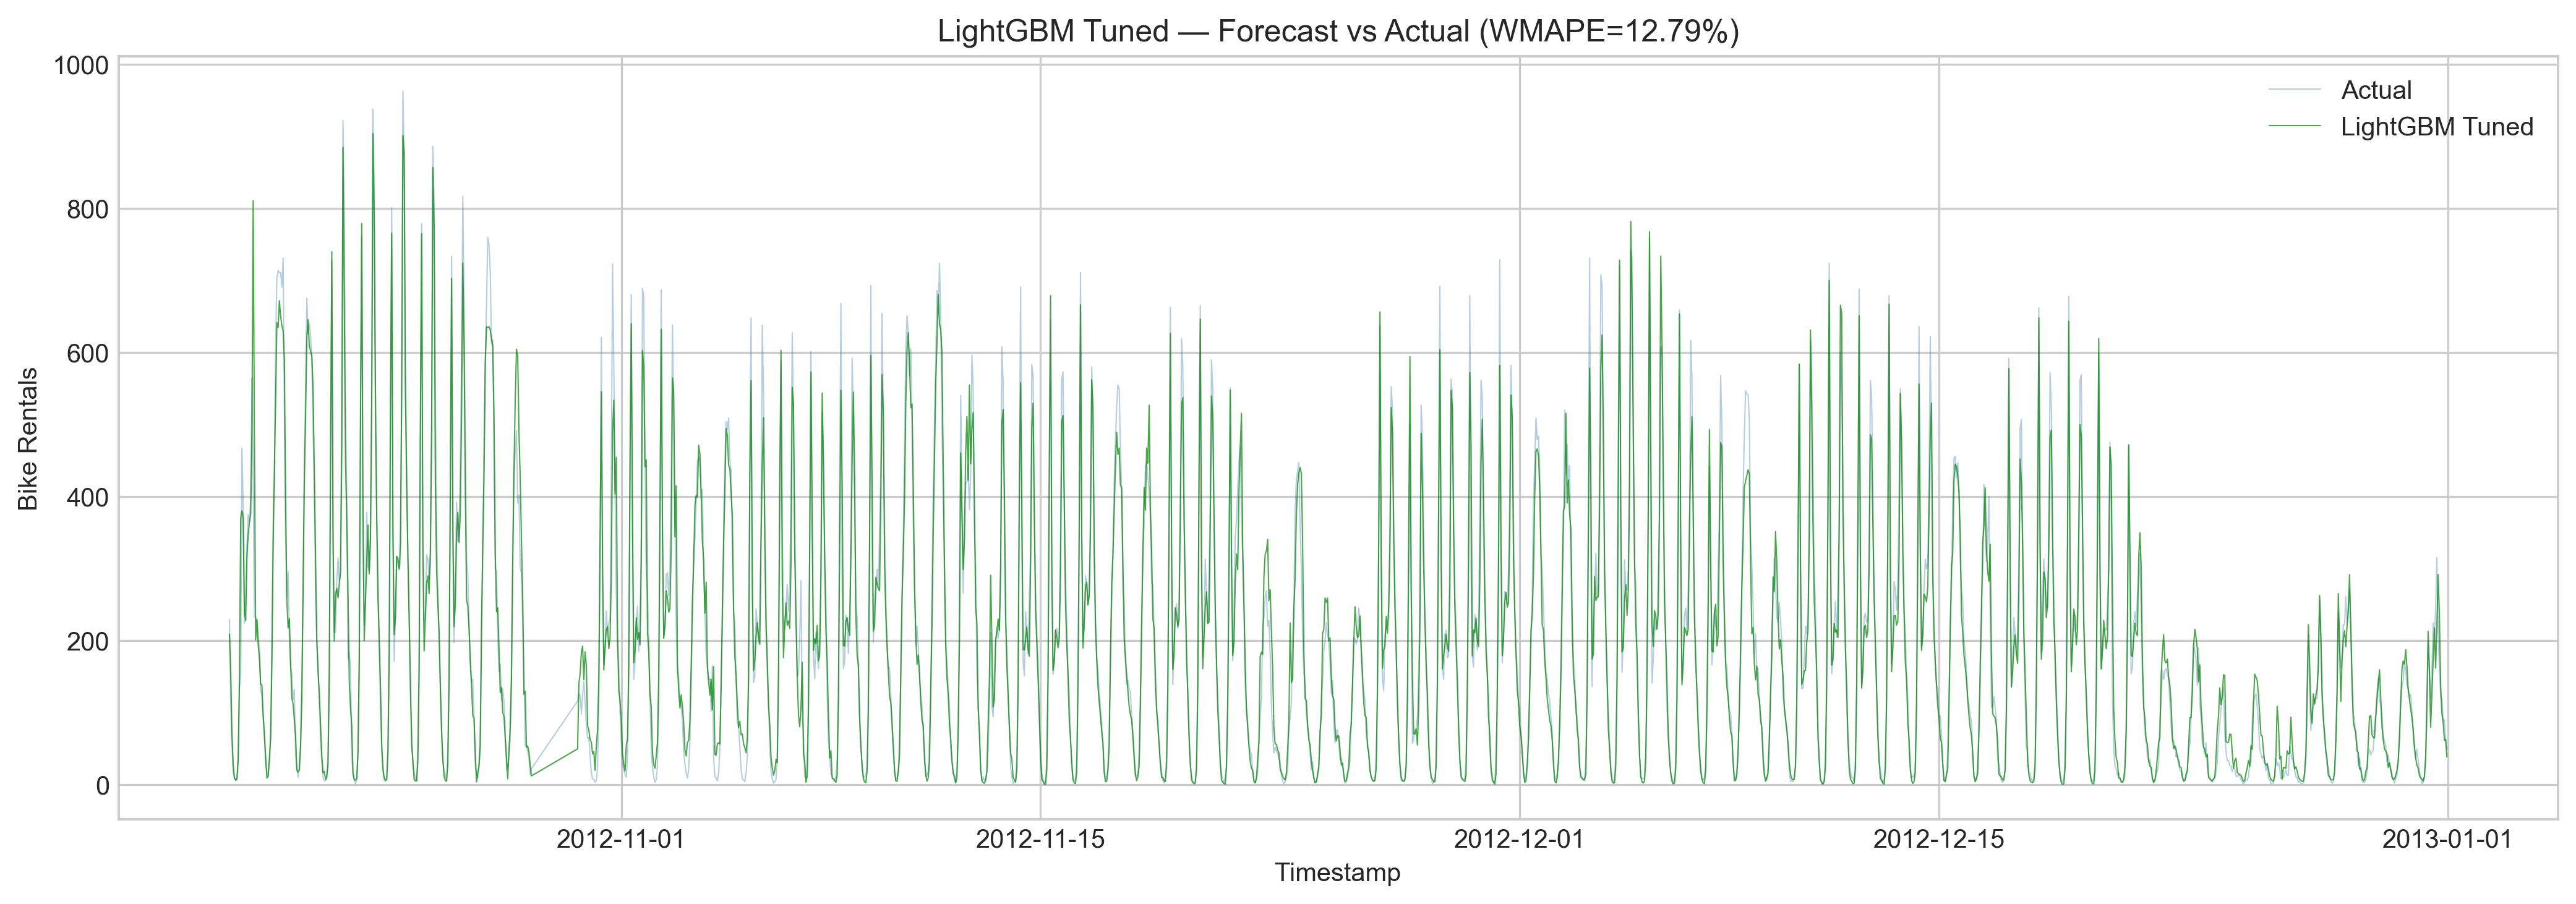 LightGBM Tuned — Forecast vs Actual (WMAPE=12.79%)
1000
800
600
400
200
0
Bike Rentals
Actual
LightGBM Tuned
2012-11-01
2012-11-15
2012-12-01
2012-12-15
2013-01-01
Timestamp